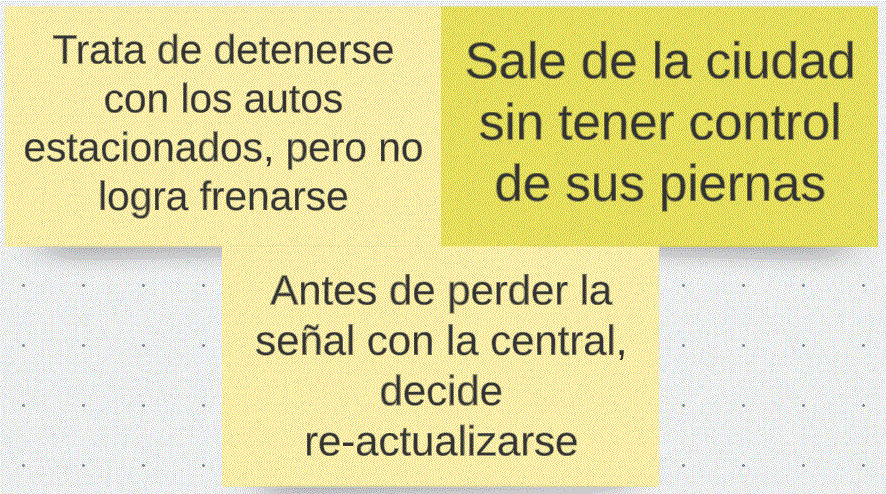 Trata de detenerse
con los autos
estacionados, pero no
logra frenarse
Sale de la ciudad
sin tener control
de sus piernas
Antes de perder la
señal con la central,
decide
re-actualizarse